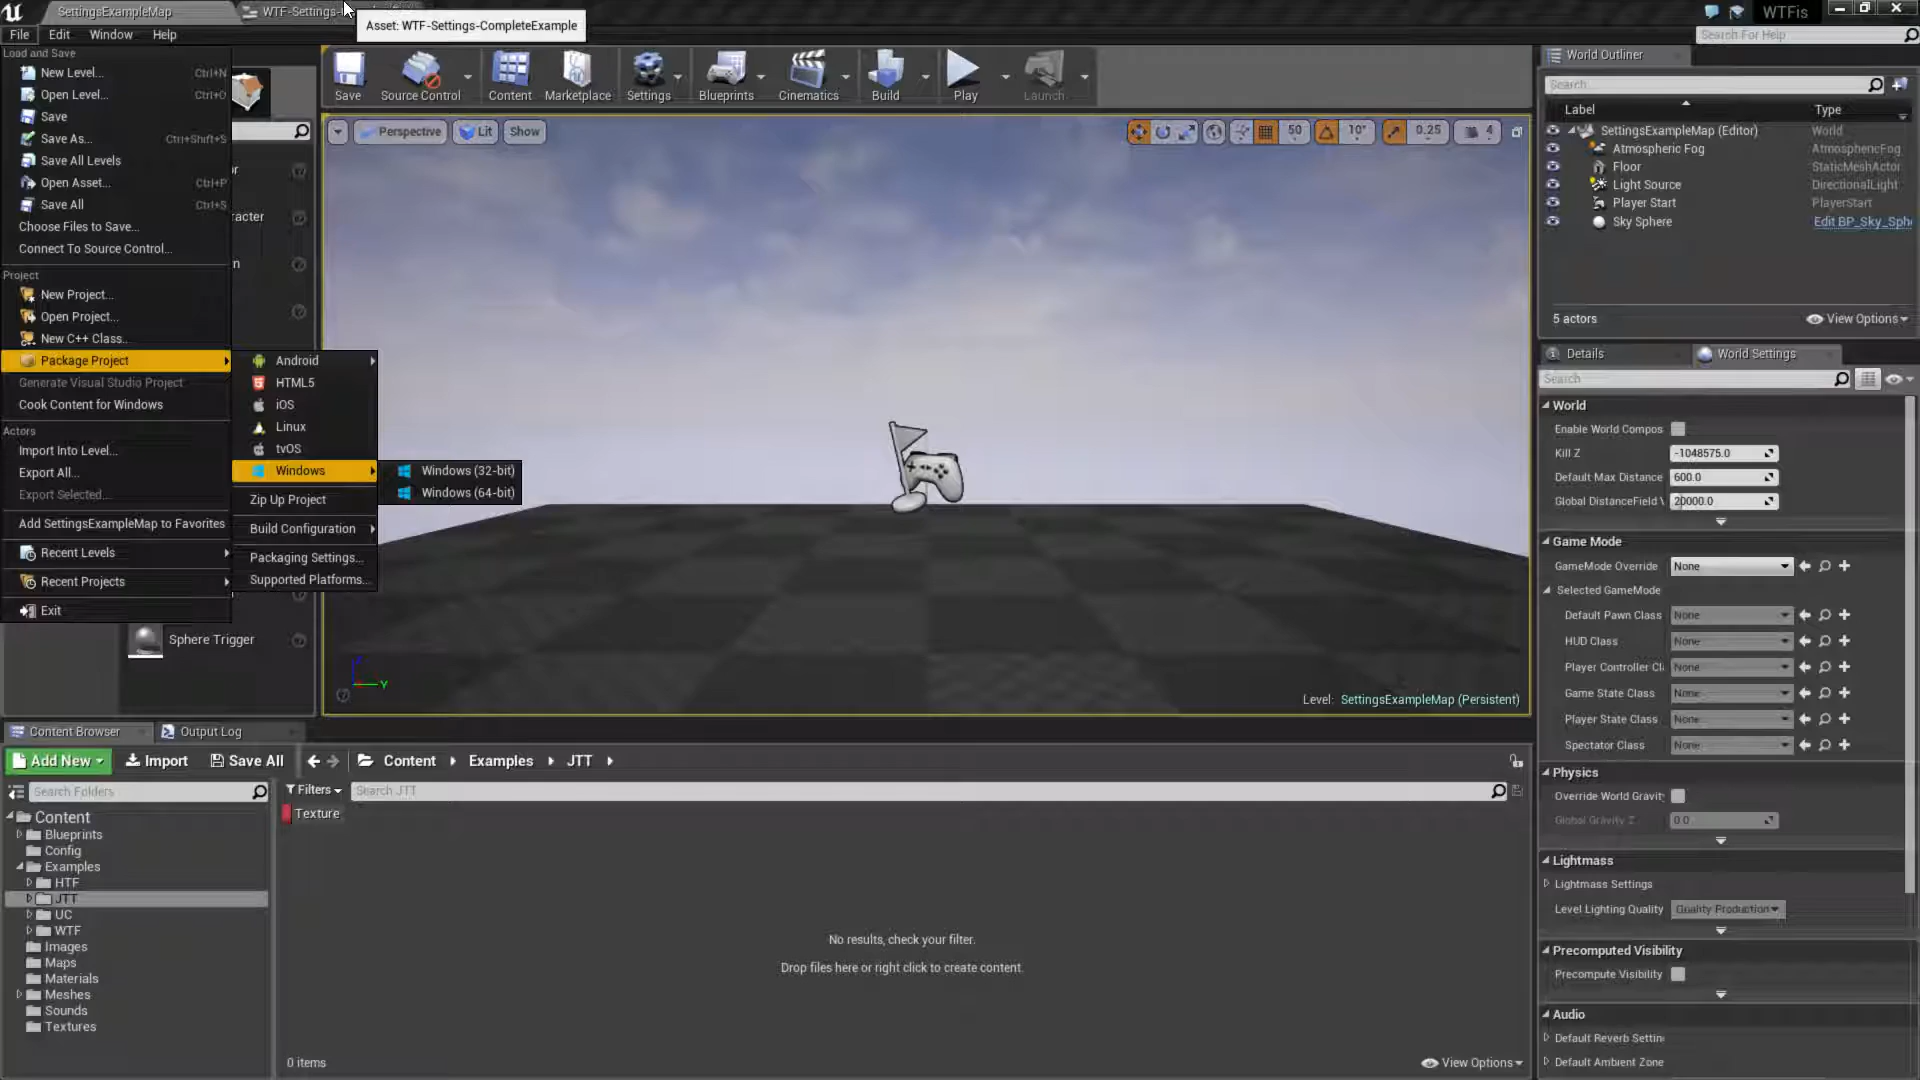 SettingsExampleMap
WTF-Settings-
Asset: WTF-Settings-CompleteExample
WTFis
File Edit Window Help
Search For Help
Load and Save
New Level... Ctrl+N
Open Level... Ctrl+O
Save
Save As... Ctrl+Shift+S
Save All Levels
Open Asset... Ctrl+P
Save All Ctrl+S
Choose Files to Save...
Connect To Source Control...
Project
New Project...
Open Project...
New C++ Class...
Package Project
Generate Visual Studio Project
Cook Content for Windows
Actors
Import Into Level...
Export All...
Export Selected...
Add SettingsExampleMap to Favorites
Recent Levels
Recent Projects
Exit
Android
HTML5
iOS
Linux
tvOS
Windows
Zip Up Project
Build Configuration
Packaging Settings...
Supported Platforms...
Windows (32-bit)
Windows (64-bit)
or
racter
n
Sphere Trigger
Save Source Control Content Marketplace Settings Blueprints Cinematics Build Play Launch
Perspective Lit Show
50 10° 0.25 4
Y
Level: SettingsExampleMap (Persistent)
World Outliner
Search
Label Type
SettingsExampleMap (Editor) World
Atmospheric Fog AtmosphericFog
Floor StaticMeshActor
Light Source DirectionalLight
Player Start PlayerStart
Sky Sphere Edit BP_Sky_Sph
5 actors View Options
Details World Settings
Search
World
Enable World Compos
Kill Z -1048575.0
Default Max Distance 600.0
Global DistanceField V 20000.0
Game Mode
GameMode Override None
Selected GameMode
Default Pawn Class None
HUD Class None
Player Controller Cl None
Game State Class None
Player State Class None
Spectator Class None
Physics
Override World Gravit
Global Gravity Z 0.0
Lightmass
Lightmass Settings
Level Lighting Quality Quality Production
Precomputed Visibility
Precompute Visibility
Audio
Default Reverb Settin
Default Ambient Zone
Content Browser Output Log
Add New Import Save All Content Examples JTT
Search Folders
Filters Search JTT
Texture
Content
Blueprints
Config
Examples
HTF
JTT
UC
WTF
Images
Maps
Materials
Meshes
Sounds
Textures
No results, check your filter.
Drop files here or right click to create content.
0 items View Options